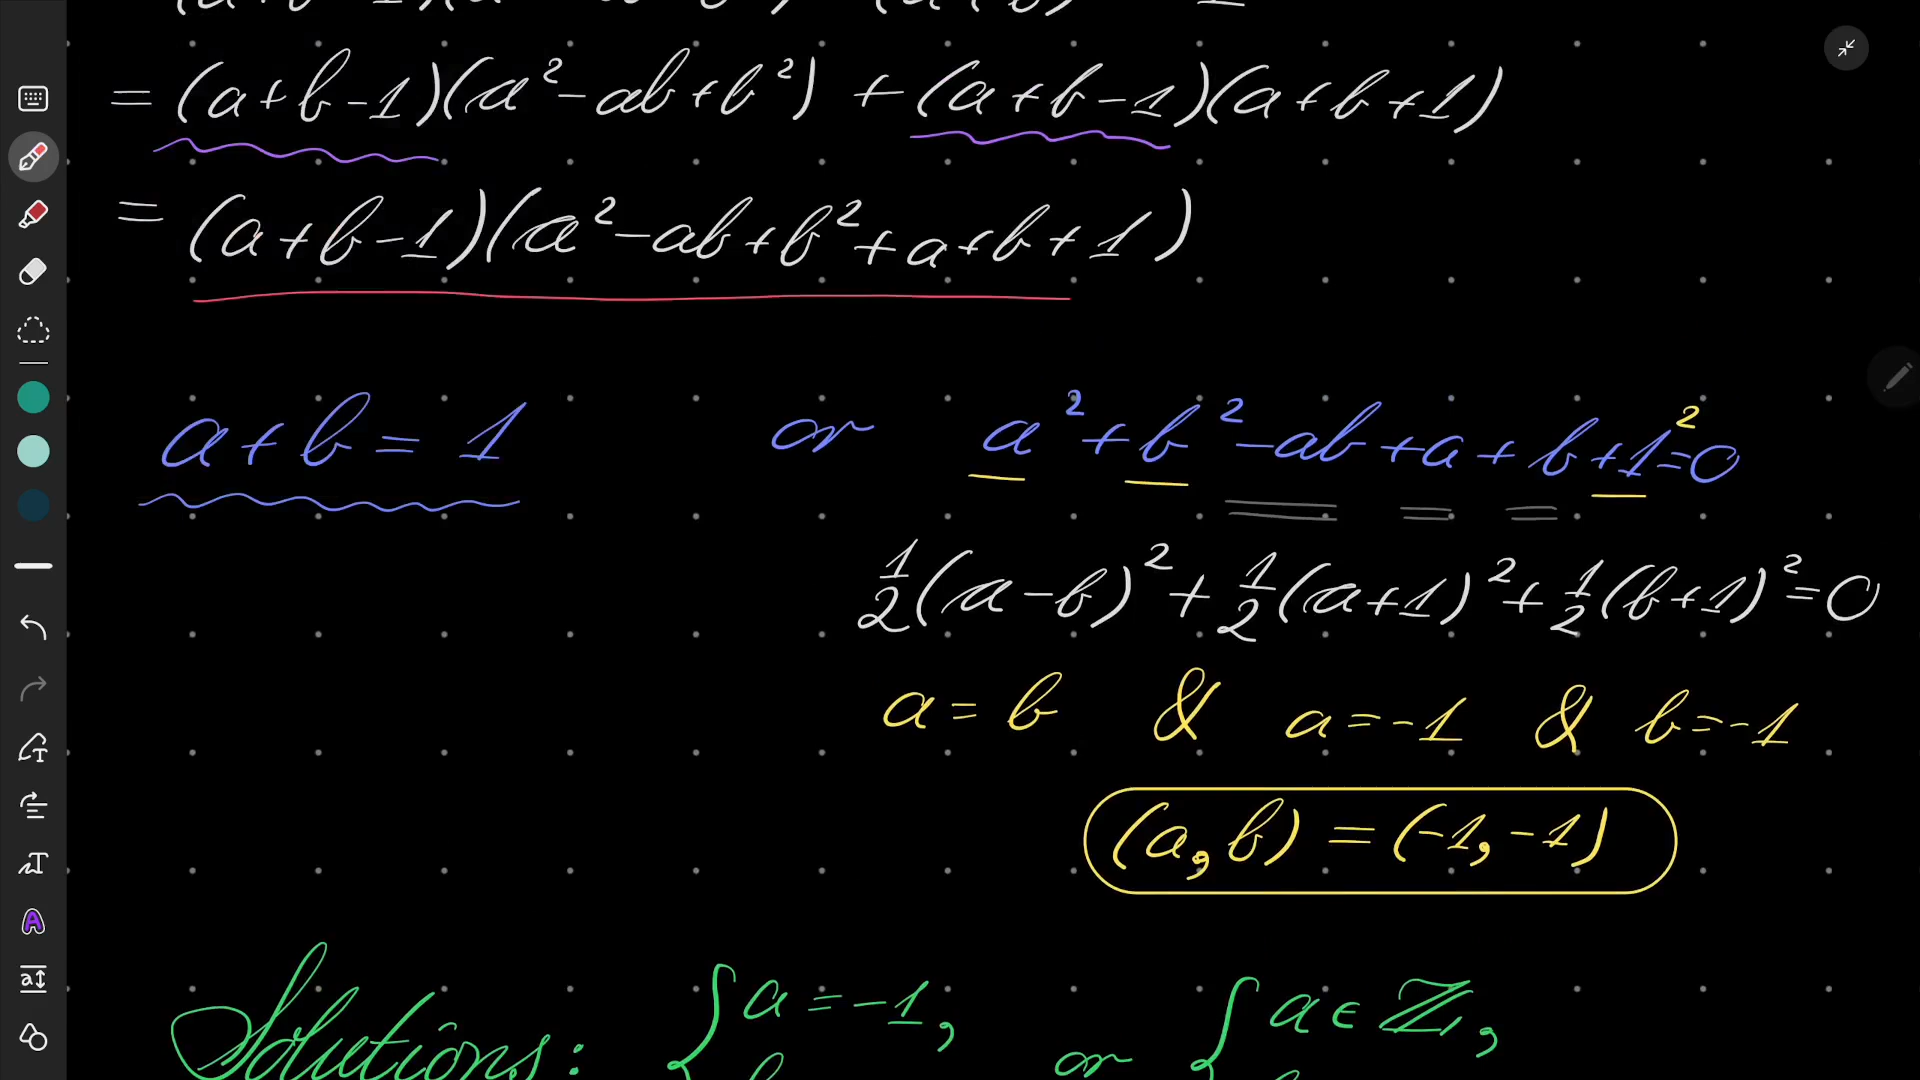 = (a+b-1)(a²-ab+b²) + (a+b-1)(a+b+1)
= (a+b-1)(a²-ab+b²+a+b+1)
a+b=1 or a²+b²-ab+a+b+1²=0
½(a-b)²+½(a+1)²+½(b+1)²=0
a=b & a=-1 & b=-1
(a,b)=(-1,-1)
Solutions: { a=-1, or { a∈ℤ,